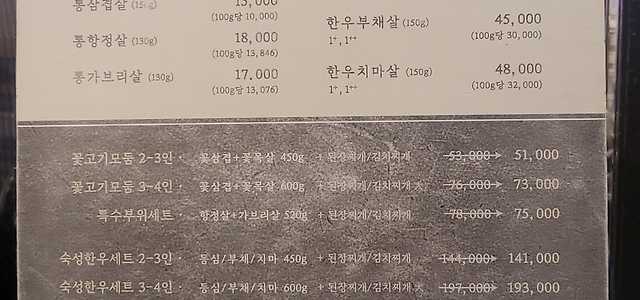 통삼겹살 (150g) 15,000
(100g당 10,000)
통항정살 (130g) 18,000
(100g당 13,846)
통가브리살 (130g) 17,000
(100g당 13,076)
한우부채살 (150g) 45,000
1⁺, 1⁺⁺ (100g당 30,000)
한우치마살 (150g) 48,000
1⁺, 1⁺⁺ (100g당 32,000)
꽃고기모둠 2-3인 · 꽃삼겹+꽃목살 450g + 된장찌개/김치찌개 53,000 51,000
꽃고기모둠 3-4인 · 꽃삼겹+꽃목살 600g + 된장찌개/김치찌개 大 76,000 73,000
특수부위세트 · 항정살+가브리살 520g + 된장찌개/김치찌개 78,000 75,000
숙성한우세트 2-3인 · 등심/부채/치마 450g + 된장찌개/김치찌개 144,000 141,000
숙성한우세트 3-4인 · 등심/부채/치마 600g + 된장찌개/김치찌개 大 197,000 193,000